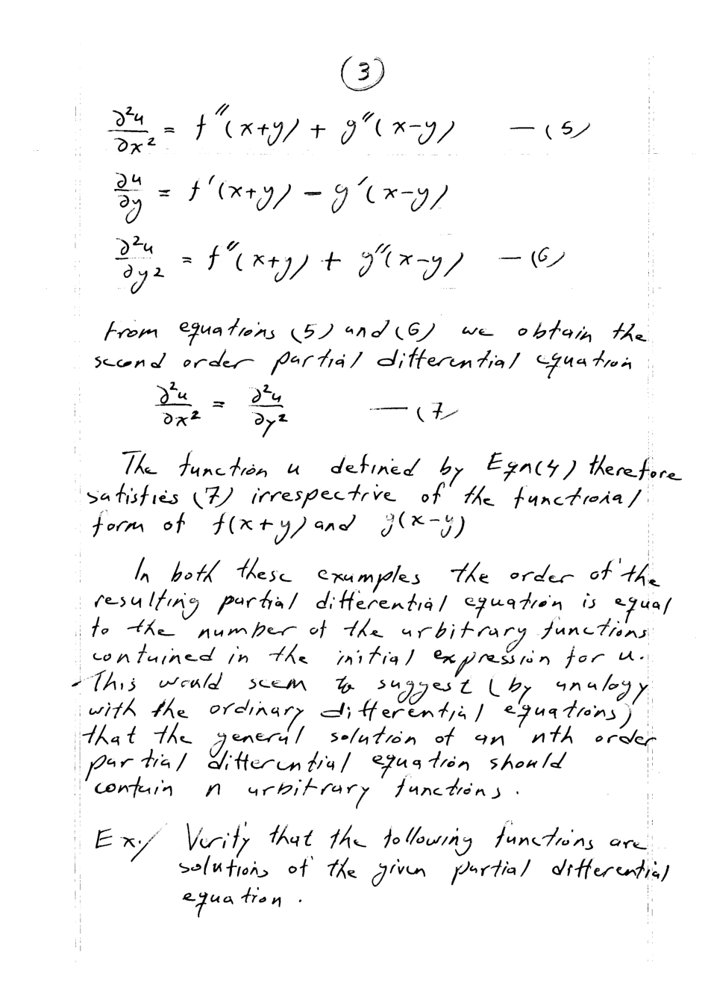 (3)
∂²u/∂x² = f″(x+y) + g″(x−y) —(5)
∂u/∂y = f′(x+y) − g′(x−y)
∂²u/∂y² = f″(x+y) + g″(x−y) —(6)
From equations (5) and (6) we obtain the
second order partial differential equation
∂²u/∂x² = ∂²u/∂y² —(7
The function u defined by Eqn(4) therefore
satisfies (7) irrespective of the functional
form of f(x+y) and g(x−y)
In both these examples the order of the
resulting partial differential equation is equal
to the number of the arbitrary functions
contained in the initial expression for u.
This would seem to suggest (by analogy
with the ordinary differential equations)
that the general solution of an nth order
partial differential equation should
contain n arbitrary functions.
Ex./ Verify that the following functions are
solutions of the given partial differential
equation.